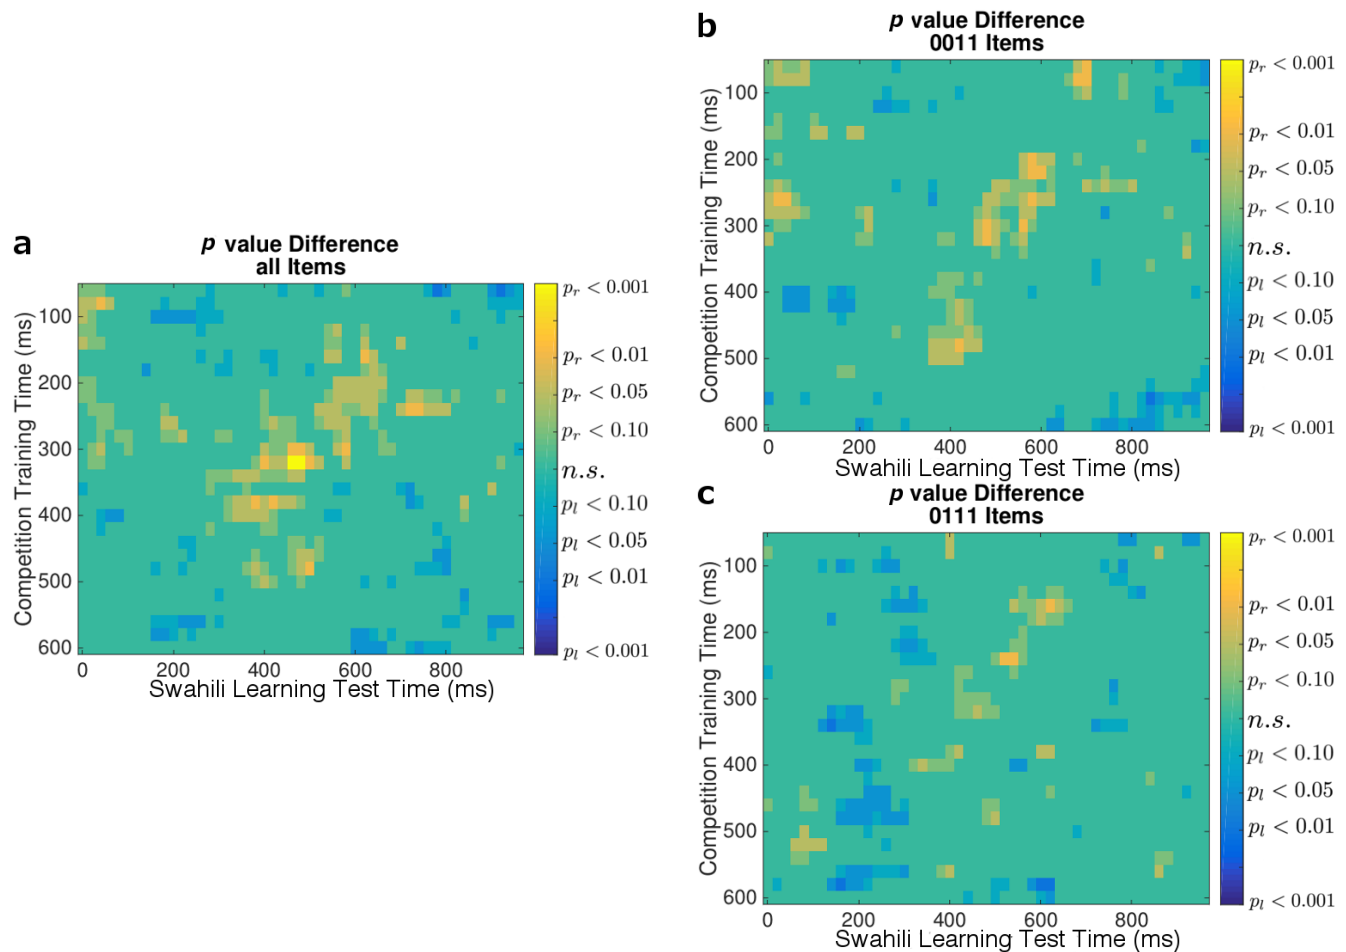 a
p value Difference
all Items
Competition Training Time (ms)
100
200
300
400
500
600
0
200
400
600
800
Swahili Learning Test Time (ms)
p_r < 0.001
p_r < 0.01
p_r < 0.05
p_r < 0.10
n.s.
p_l < 0.10
p_l < 0.05
p_l < 0.01
p_l < 0.001
b
p value Difference
0011 Items
Competition Training Time (ms)
100
200
300
400
500
600
0
200
400
600
800
Swahili Learning Test Time (ms)
p_r < 0.001
p_r < 0.01
p_r < 0.05
p_r < 0.10
n.s.
p_l < 0.10
p_l < 0.05
p_l < 0.01
p_l < 0.001
c
p value Difference
0111 Items
Competition Training Time (ms)
100
200
300
400
500
600
0
200
400
600
800
Swahili Learning Test Time (ms)
p_r < 0.001
p_r < 0.01
p_r < 0.05
p_r < 0.10
n.s.
p_l < 0.10
p_l < 0.05
p_l < 0.01
p_l < 0.001